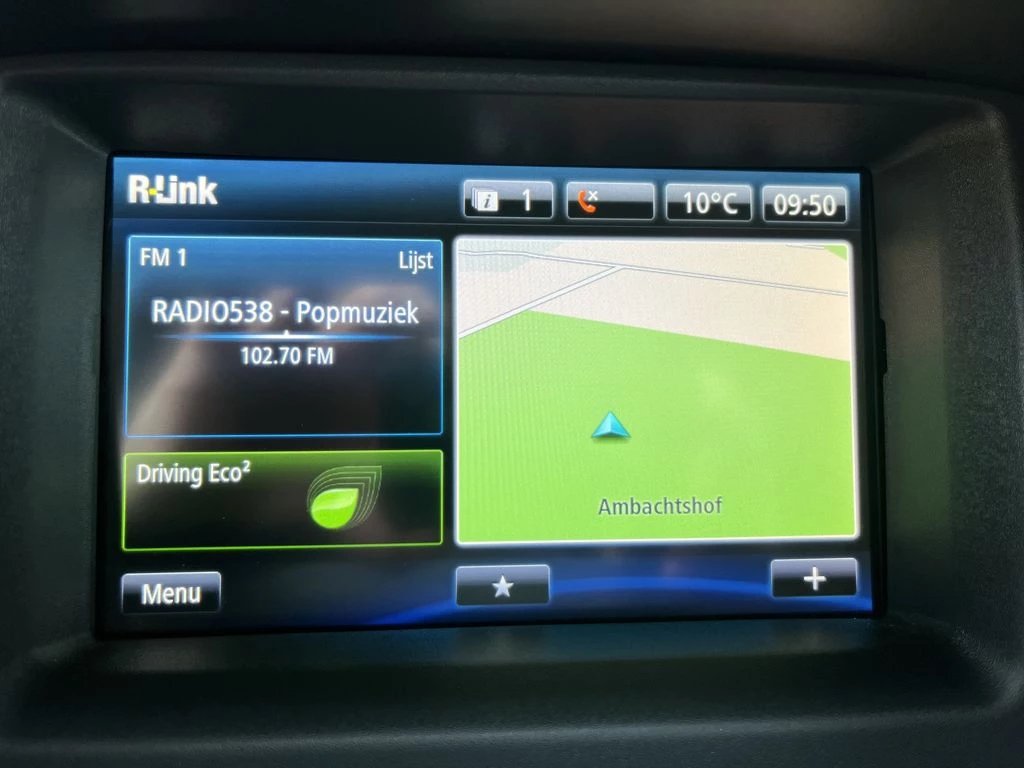 R-Link
i 1
10°C
09:50
FM 1
Lijst
RADIO538 - Popmuziek
102.70 FM
Driving Eco²
Ambachtshof
Menu
+